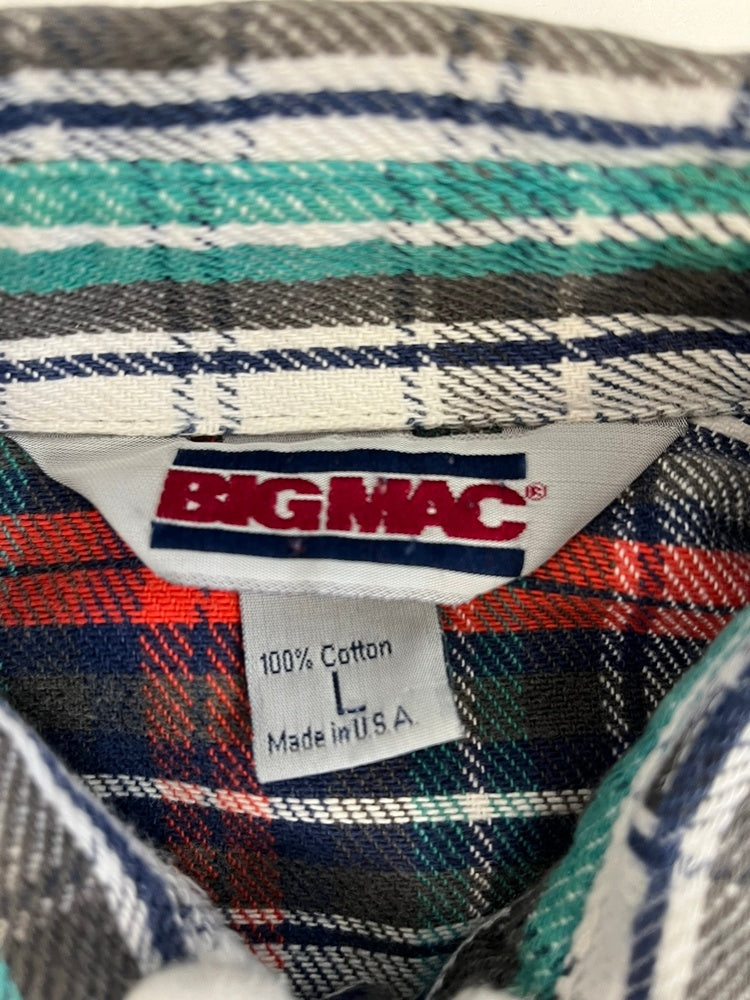 BIG MAC®
100% Cotton
L
Made in U.S.A.